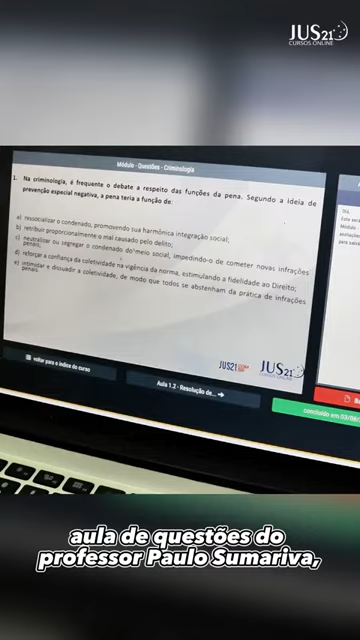 JUS21
CURSOS ONLINE
Módulo - Questões - Criminologia
1. Na criminologia, é frequente o debate a respeito das funções da pena. Segundo a ideia de
prevenção especial negativa, a pena teria a função de:
a) ressocializar o condenado, promovendo sua harmônica integração social;
b) retribuir proporcionalmente o mal causado pelo delito;
c) neutralizar ou segregar o condenado do meio social, impedindo-o de cometer novas infrações
penais;
d) reforçar a confiança da coletividade na vigência da norma, estimulando a fidelidade ao Direito;
e) intimidar e dissuadir a coletividade, de modo que todos se abstenham da prática de infrações
penais.
JUS21
JUS21
CURSOS ONLINE
voltar para o índice do curso
Aula 1.2 - Resolução de...
concluído em 03/08/
aula de questões do
professor Paulo Sumariva,